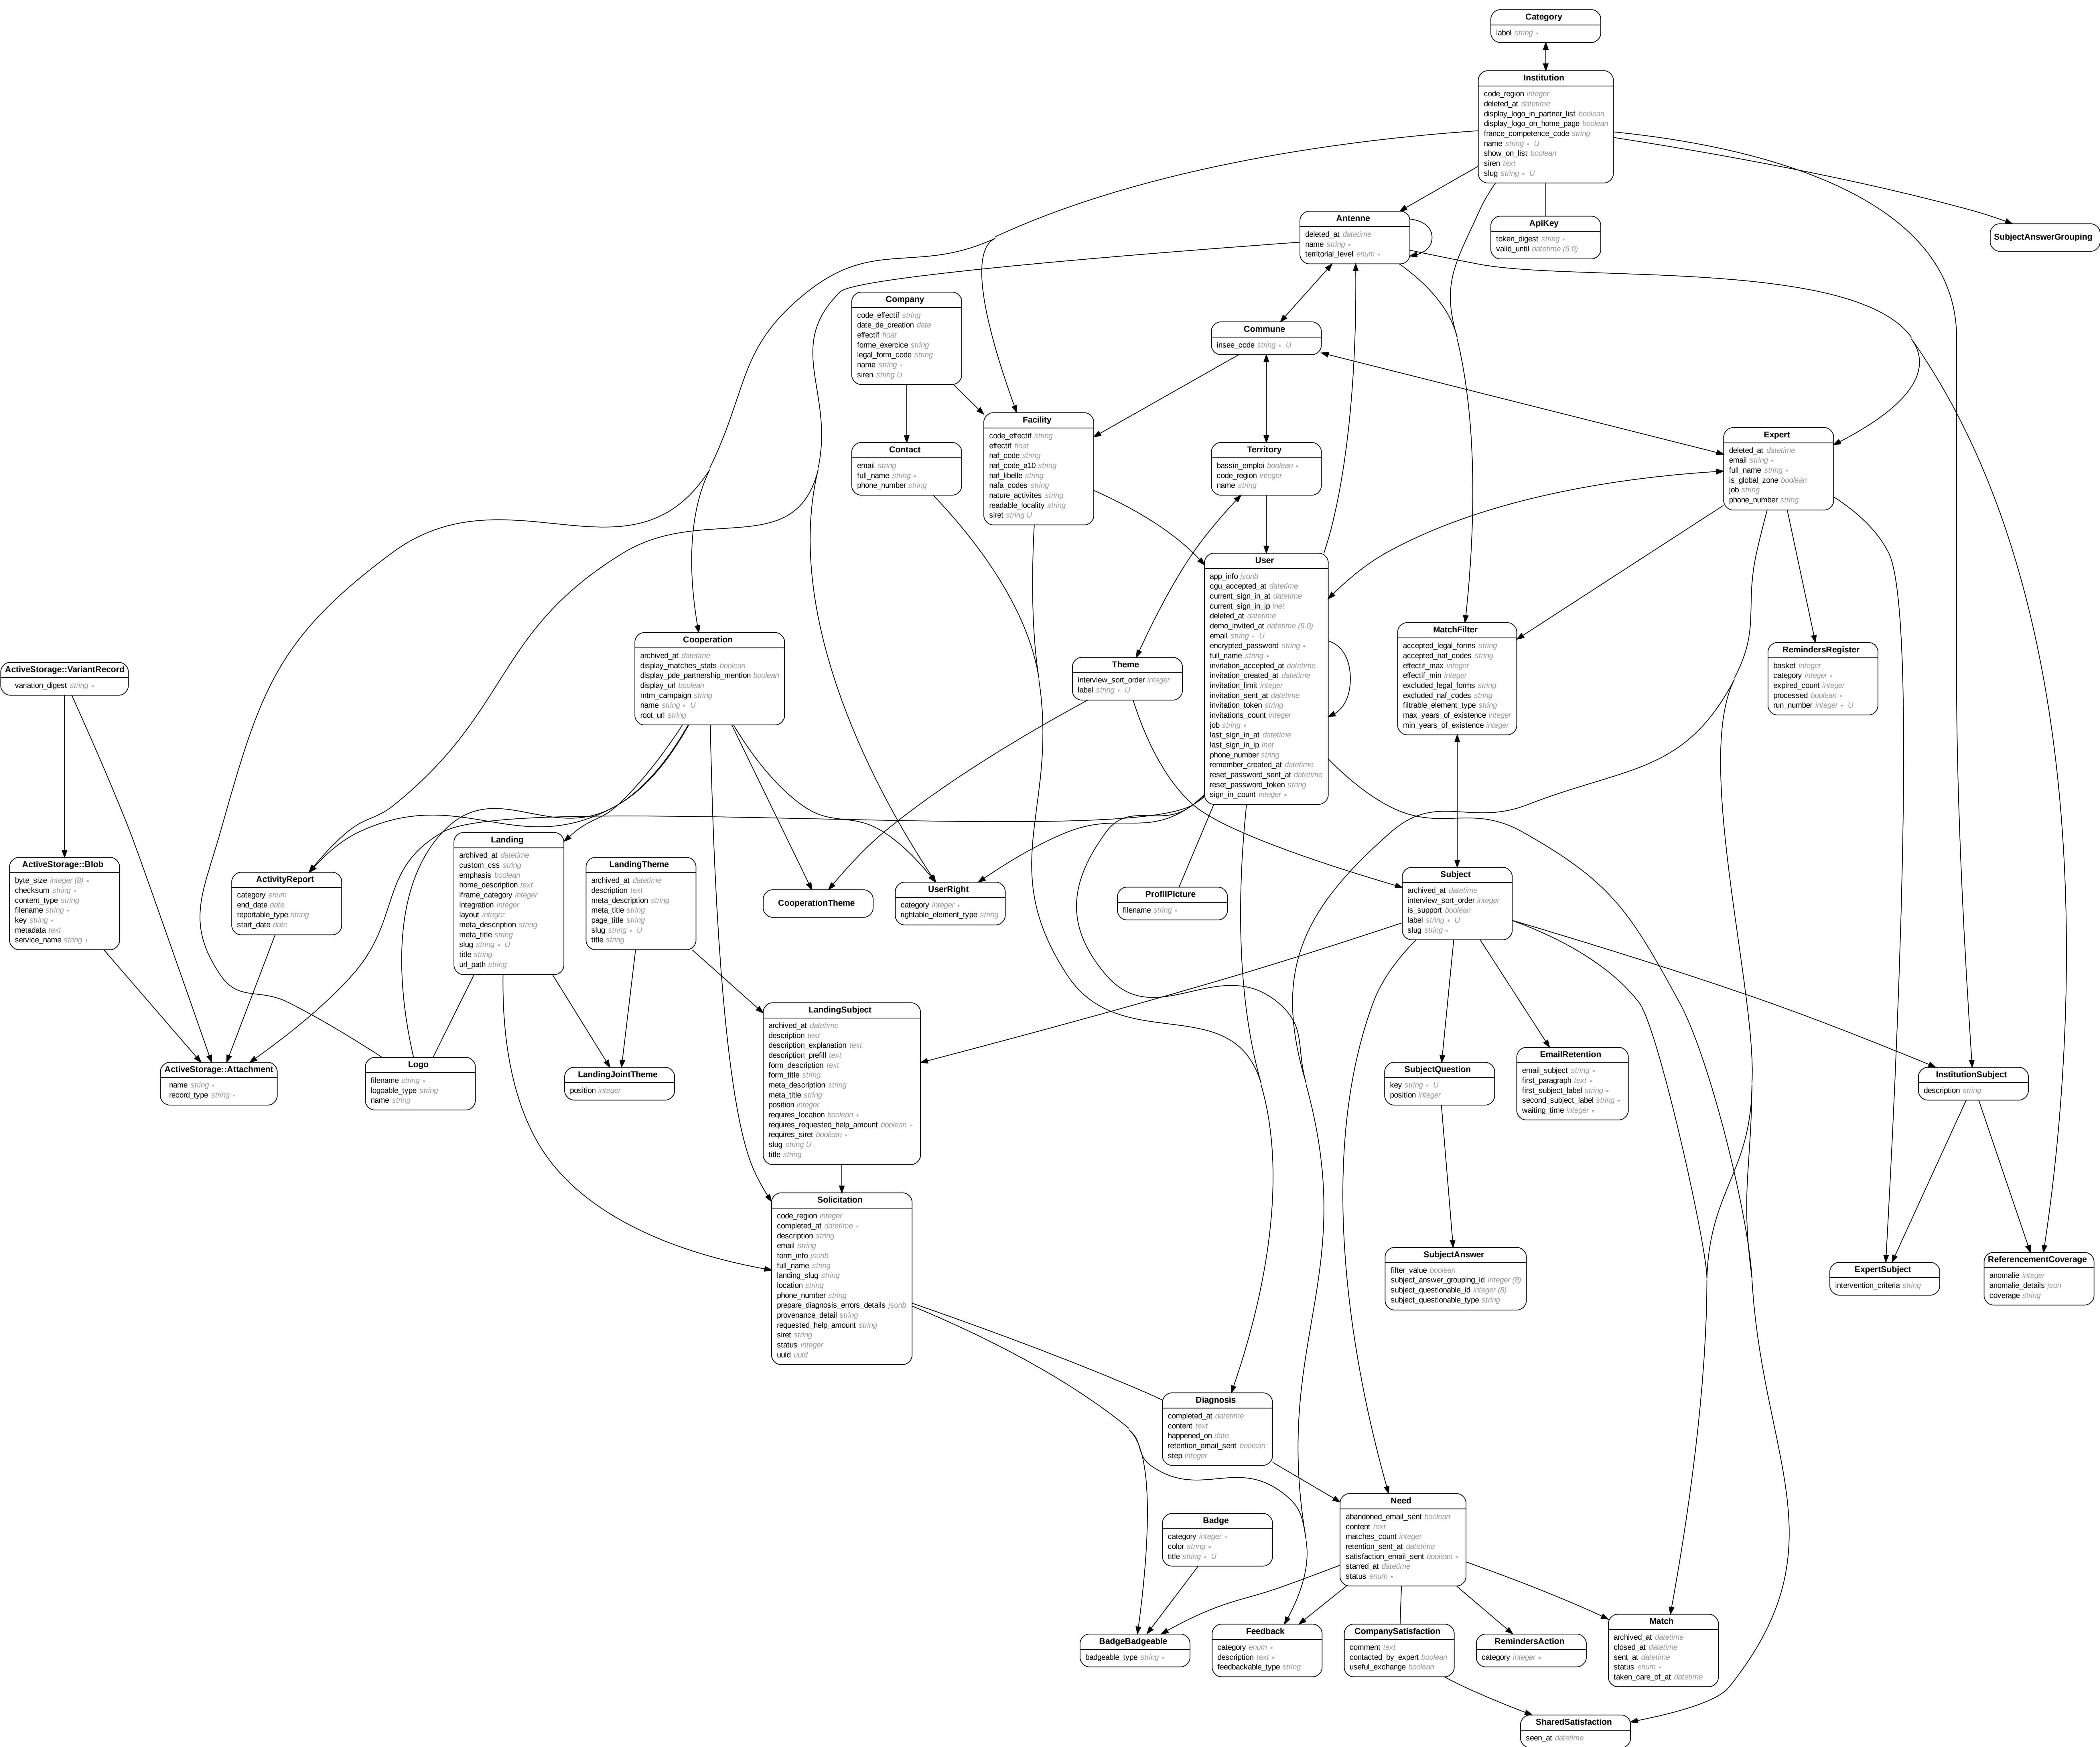 Category
label string ∗
Institution
code_region integer
deleted_at datetime
display_logo_in_partner_list boolean
display_logo_on_home_page boolean
france_competence_code string
name string ∗ U
show_on_list boolean
siren text
slug string ∗ U
Antenne
deleted_at datetime
name string ∗
territorial_level enum ∗
ApiKey
token_digest string ∗
valid_until datetime (6,0)
SubjectAnswerGrouping
Company
code_effectif string
date_de_creation date
effectif float
forme_exercice string
legal_form_code string
name string ∗
siren string U
Commune
insee_code string ∗ U
Facility
code_effectif string
effectif float
naf_code string
naf_code_a10 string
naf_libelle string
nafa_codes string
nature_activites string
readable_locality string
siret string U
Contact
email string
full_name string ∗
phone_number string
Territory
bassin_emploi boolean ∗
code_region integer
name string
Expert
deleted_at datetime
email string ∗
full_name string ∗
is_global_zone boolean
job string
phone_number string
User
app_info jsonb
cgu_accepted_at datetime
current_sign_in_at datetime
current_sign_in_ip inet
deleted_at datetime
demo_invited_at datetime (6,0)
email string ∗ U
encrypted_password string ∗
full_name string ∗
invitation_accepted_at datetime
invitation_created_at datetime
invitation_limit integer
invitation_sent_at datetime
invitation_token string
invitations_count integer
job string ∗
last_sign_in_at datetime
last_sign_in_ip inet
phone_number string
remember_created_at datetime
reset_password_sent_at datetime
reset_password_token string
sign_in_count integer ∗
Cooperation
archived_at datetime
display_matches_stats boolean
display_pde_partnership_mention boolean
display_url boolean
mtm_campaign string
name string ∗ U
root_url string
Theme
interview_sort_order integer
label string ∗ U
MatchFilter
accepted_legal_forms string
accepted_naf_codes string
effectif_max integer
effectif_min integer
excluded_legal_forms string
excluded_naf_codes string
filtrable_element_type string
max_years_of_existence integer
min_years_of_existence integer
RemindersRegister
basket integer
category integer ∗
expired_count integer
processed boolean ∗
run_number integer ∗ U
ActiveStorage::VariantRecord
variation_digest string ∗
ActiveStorage::Blob
byte_size integer (8) ∗
checksum string ∗
content_type string
filename string ∗
key string ∗
metadata text
service_name string ∗
ActivityReport
category enum
end_date date
reportable_type string
start_date date
Landing
archived_at datetime
custom_css string
emphasis boolean
home_description text
iframe_category integer
integration integer
layout integer
meta_description string
meta_title string
slug string ∗ U
title string
url_path string
LandingTheme
archived_at datetime
description text
meta_description string
meta_title string
page_title string
slug string ∗ U
title string
CooperationTheme
UserRight
category integer ∗
rightable_element_type string
ProfilPicture
filename string ∗
Subject
archived_at datetime
interview_sort_order integer
is_support boolean
label string ∗ U
slug string ∗
ActiveStorage::Attachment
name string ∗
record_type string ∗
Logo
filename string ∗
logoable_type string
name string
LandingJointTheme
position integer
LandingSubject
archived_at datetime
description text
description_explanation text
description_prefill text
form_description text
form_title string
meta_description string
meta_title string
position integer
requires_location boolean ∗
requires_requested_help_amount boolean ∗
requires_siret boolean ∗
slug string U
title string
SubjectQuestion
key string ∗ U
position integer
EmailRetention
email_subject string ∗
first_paragraph text ∗
first_subject_label string ∗
second_subject_label string ∗
waiting_time integer ∗
InstitutionSubject
description string
Solicitation
code_region integer
completed_at datetime ∗
description string
email string
form_info jsonb
full_name string
landing_slug string
location string
phone_number string
prepare_diagnosis_errors_details jsonb
provenance_detail string
requested_help_amount string
siret string
status integer
uuid uuid
SubjectAnswer
filter_value boolean
subject_answer_grouping_id integer (8)
subject_questionable_id integer (8)
subject_questionable_type string
ExpertSubject
intervention_criteria string
ReferencementCoverage
anomalie integer
anomalie_details json
coverage string
Diagnosis
completed_at datetime
content text
happened_on date
retention_email_sent boolean
step integer
Need
abandoned_email_sent boolean
content text
matches_count integer
retention_sent_at datetime
satisfaction_email_sent boolean ∗
starred_at datetime
status enum ∗
Badge
category integer ∗
color string ∗
title string ∗ U
BadgeBadgeable
badgeable_type string ∗
Feedback
category enum ∗
description text ∗
feedbackable_type string
CompanySatisfaction
comment text
contacted_by_expert boolean
useful_exchange boolean
RemindersAction
category integer ∗
Match
archived_at datetime
closed_at datetime
sent_at datetime
status enum ∗
taken_care_of_at datetime
SharedSatisfaction
seen_at datetime